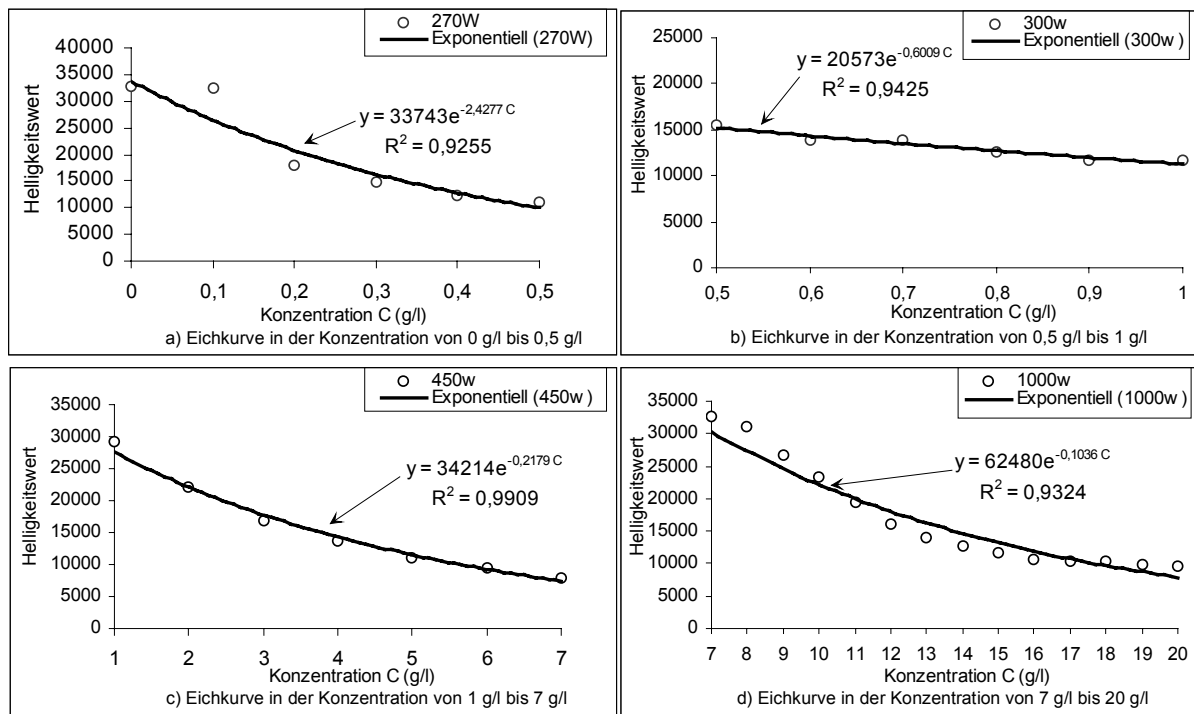 270W
Exponentiell (270W)
40000
35000
30000
25000
20000
15000
10000
5000
0
Helligkeitswert
y = 33743e^-2,4277 C
R² = 0,9255
0 0,1 0,2 0,3 0,4 0,5
Konzentration C (g/l)
a) Eichkurve in der Konzentration von 0 g/l bis 0,5 g/l
300w
Exponentiell (300w)
25000
20000
15000
10000
5000
0
Helligkeitswert
y = 20573e^-0,6009 C
R² = 0,9425
0,5 0,6 0,7 0,8 0,9 1
Konzentration C (g/l)
b) Eichkurve in der Konzentration von 0,5 g/l bis 1 g/l
450w
Exponentiell (450w )
35000
30000
25000
20000
15000
10000
5000
0
Helligkeitswert
y = 34214e^-0,2179 C
R² = 0,9909
1 2 3 4 5 6 7
Konzentration C (g/l)
c) Eichkurve in der Konzentration von 1 g/l bis 7 g/l
1000w
Exponentiell (1000w )
35000
30000
25000
20000
15000
10000
5000
0
Helligkeitswert
y = 62480e^-0,1036 C
R² = 0,9324
7 8 9 10 11 12 13 14 15 16 17 18 19 20
Konzentration C (g/l)
d) Eichkurve in der Konzentration von 7 g/l bis 20 g/l